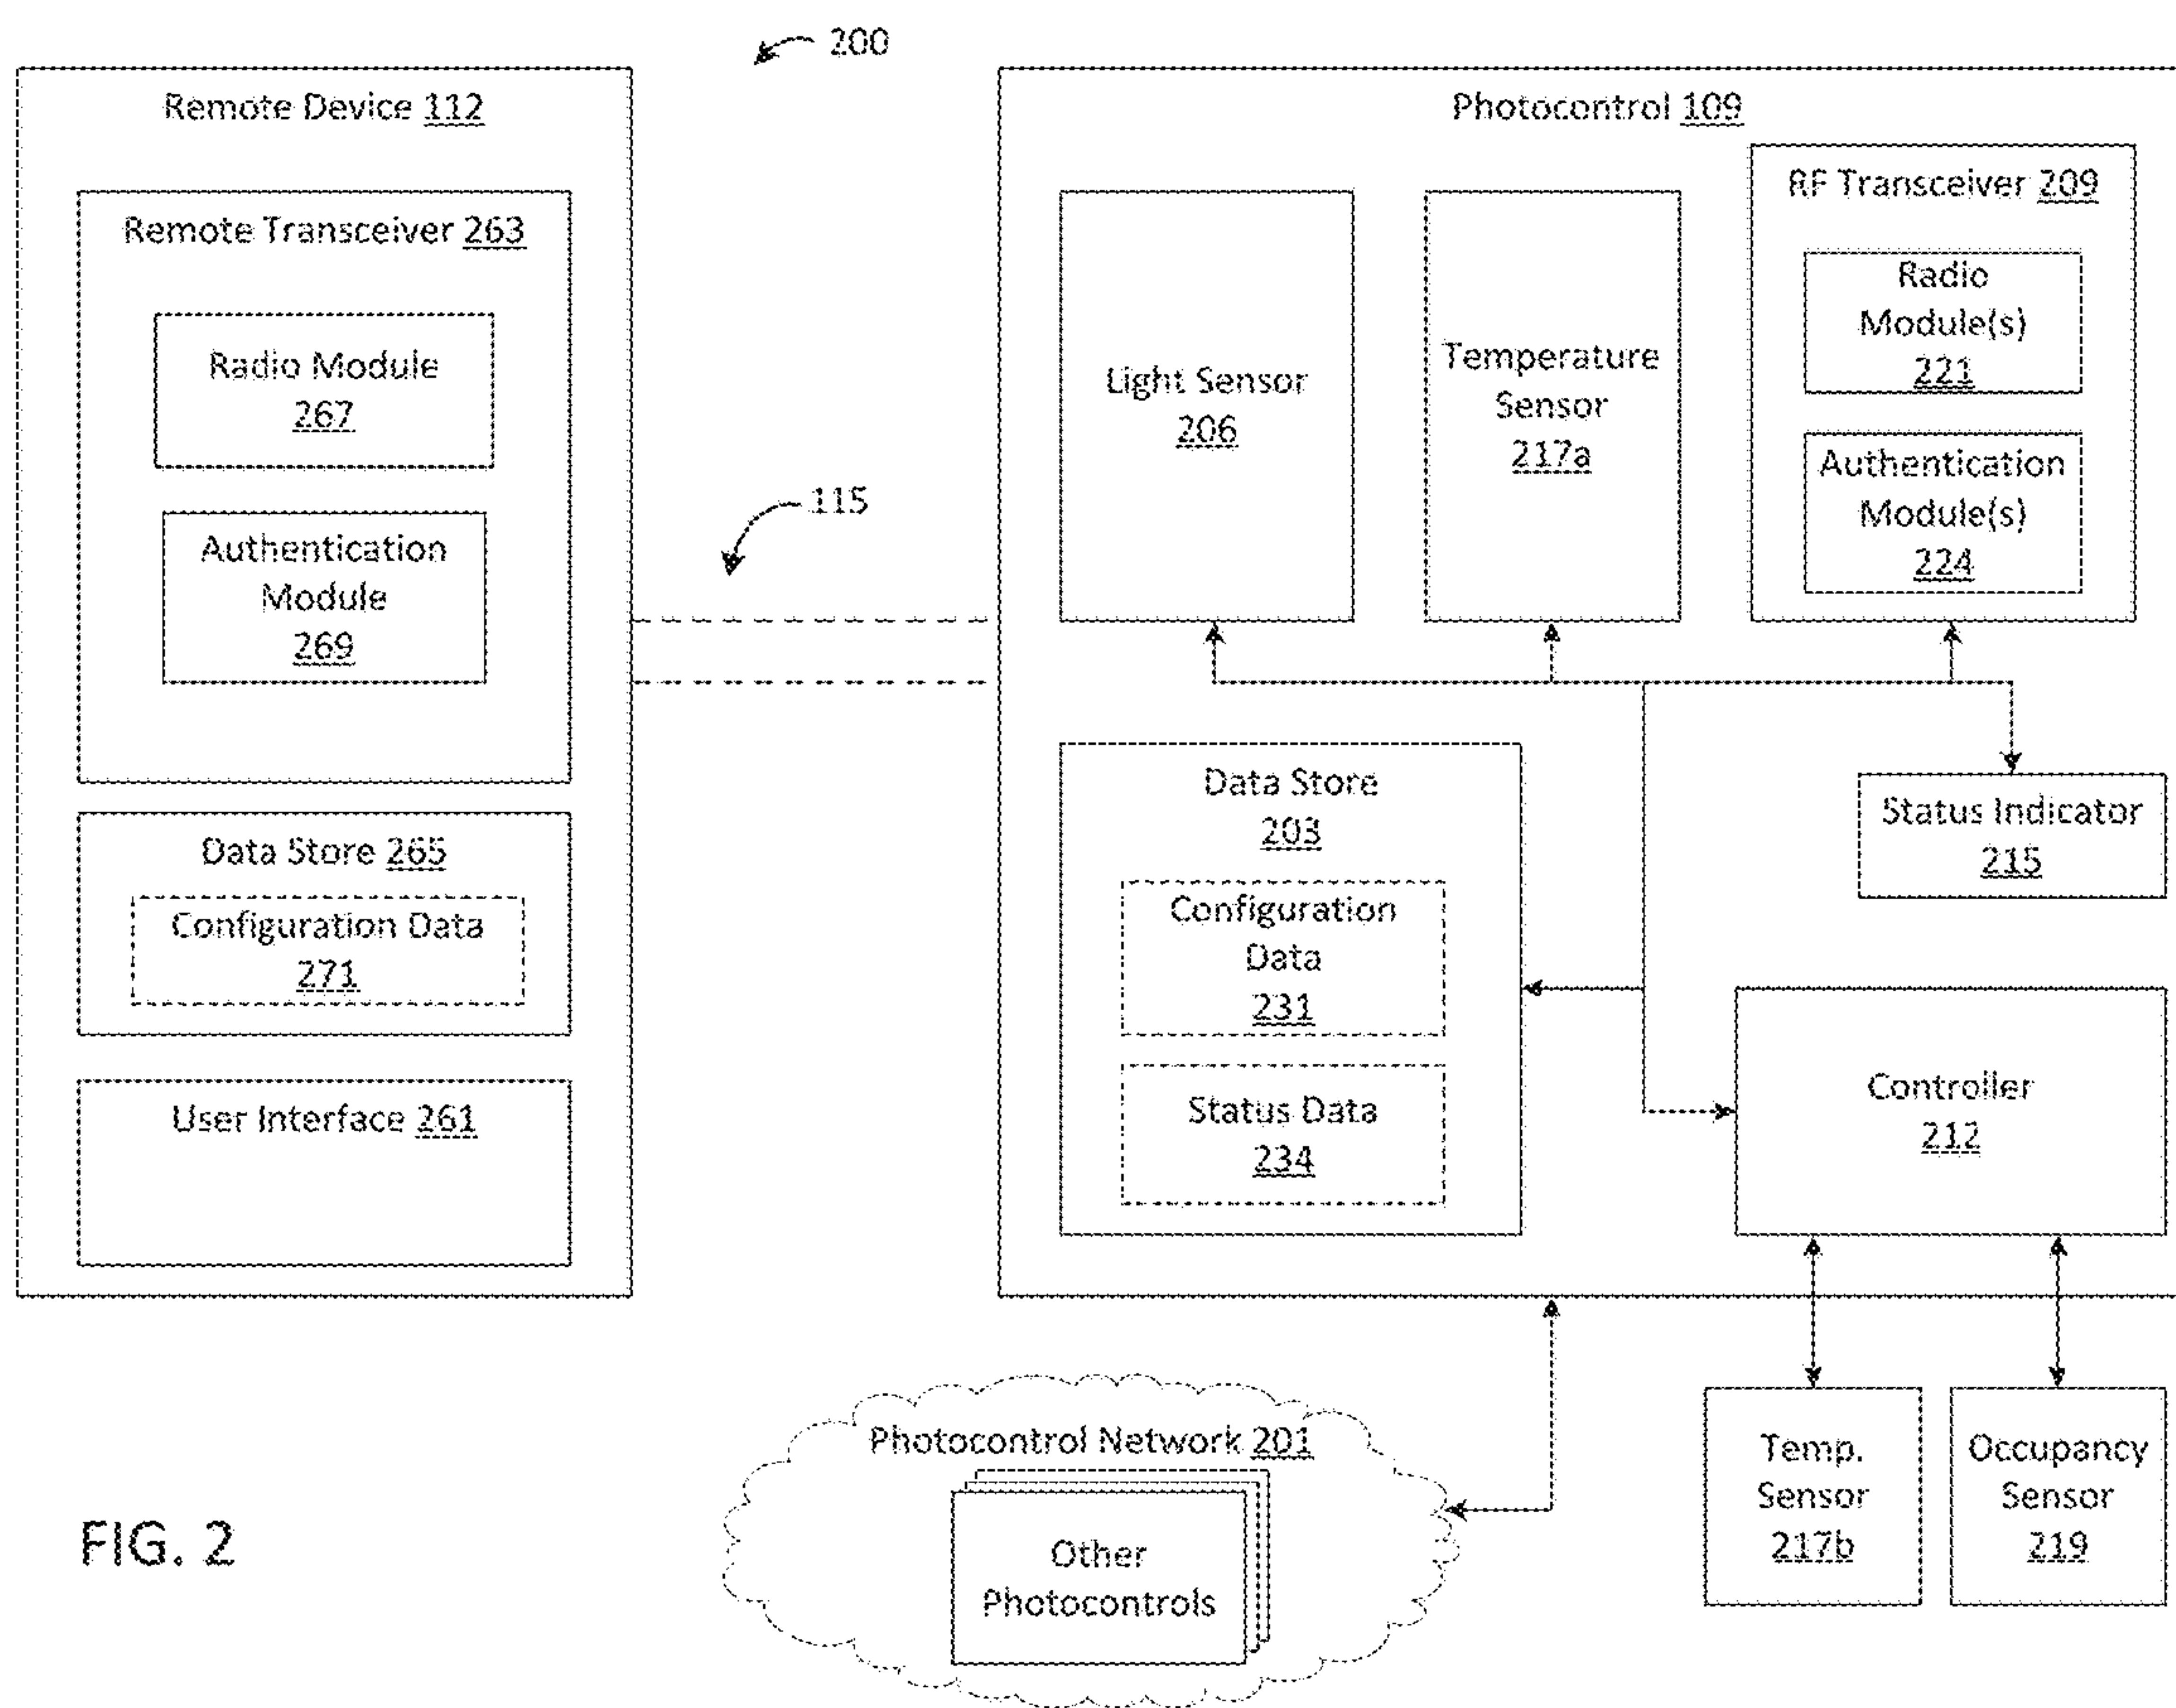 200
Remote Device 112
Remote Transceiver 263
Radio Module
267
Authentication
Module
269
Data Store 265
Configuration Data
271
User Interface 261
115
Photocontrol 109
Light Sensor
206
Temperature
Sensor
217a
RF Transceiver 209
Radio
Module(s)
221
Authentication
Module(s)
224
Data Store
203
Configuration
Data
231
Status Data
234
Status Indicator
215
Controller
212
Photocontrol Network 201
Other
Photocontrols
Temp.
Sensor
217b
Occupancy
Sensor
219
FIG. 2